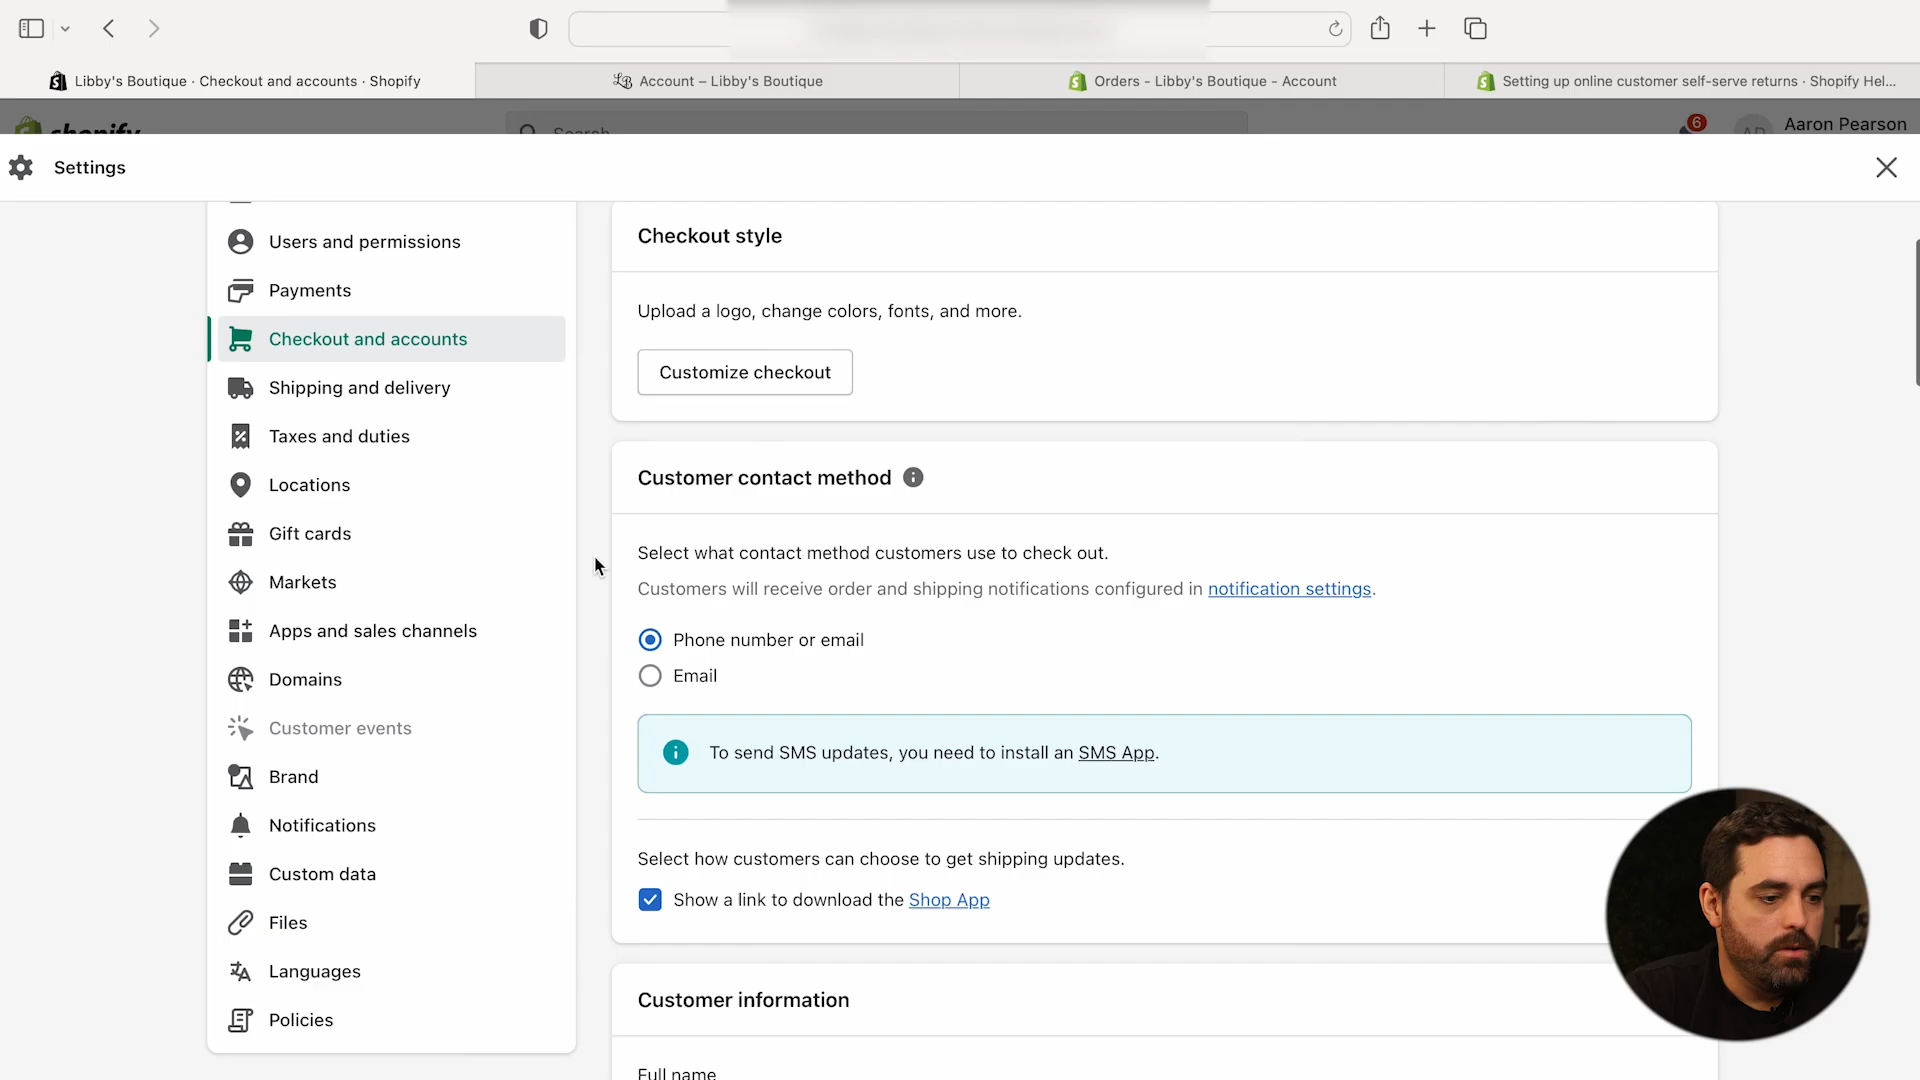 Libby's Boutique · Checkout and accounts · Shopify
Account – Libby's Boutique
Orders - Libby's Boutique - Account
Setting up online customer self-serve returns · Shopify Hel...
shopify
Search
6
Aaron Pearson
Settings
Users and permissions
Payments
Checkout and accounts
Shipping and delivery
Taxes and duties
Locations
Gift cards
Markets
Apps and sales channels
Domains
Customer events
Brand
Notifications
Custom data
Files
Languages
Policies
Checkout style
Upload a logo, change colors, fonts, and more.
Customize checkout
Customer contact method
Select what contact method customers use to check out.
Customers will receive order and shipping notifications configured in notification settings.
Phone number or email
Email
To send SMS updates, you need to install an SMS App.
Select how customers can choose to get shipping updates.
Show a link to download the Shop App
Customer information
Full name